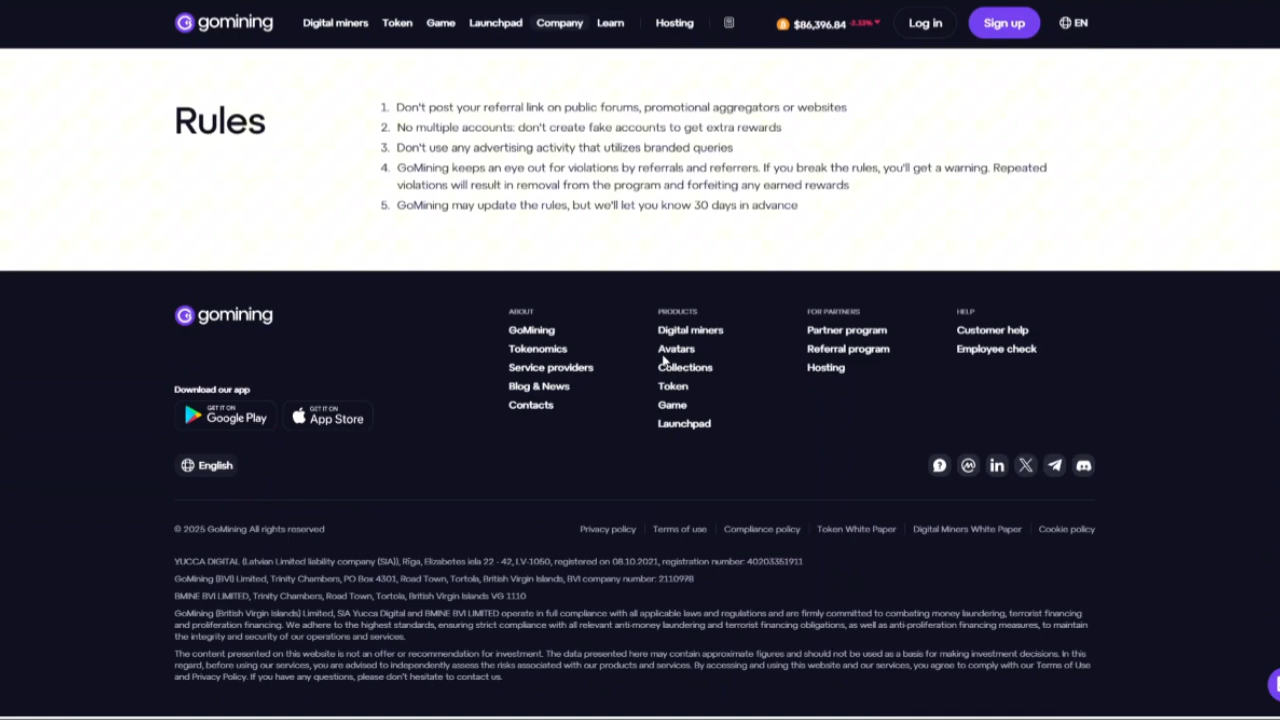 gomining Digital miners Token Game Launchpad Company Learn Hosting $86,396.84 -2.33% Log in Sign up EN
Rules
1. Don't post your referral link on public forums, promotional aggregators or websites
2. No multiple accounts: don't create fake accounts to get extra rewards
3. Don't use any advertising activity that utilizes branded queries
4. GoMining keeps an eye out for violations by referrals and referrers. If you break the rules, you'll get a warning. Repeated
violations will result in removal from the program and forfeiting any earned rewards
5. GoMining may update the rules, but we'll let you know 30 days in advance
gomining
ABOUT
GoMining
Tokenomics
Service providers
Blog & News
Contacts
PRODUCTS
Digital miners
Avatars
Collections
Token
Game
Launchpad
FOR PARTNERS
Partner program
Referral program
Hosting
HELP
Customer help
Employee check
Download our app
GET IT ON
Google Play
GET IT ON
App Store
English
© 2025 GoMining All rights reserved
Privacy policy Terms of use Compliance policy Token White Paper Digital Miners White Paper Cookie policy
YUCCA DIGITAL (Latvian Limited liability company (SIA)), Rīga, Elizabetes iela 22 - 42, LV-1050, registered on 08.10.2021, registration number: 40203351911
GoMining (BVI) Limited, Trinity Chambers, PO Box 4301, Road Town, Tortola, British Virgin Islands, BVI company number: 2110978
BMINE BVI LIMITED, Trinity Chambers, Road Town, Tortola, British Virgin Islands VG 1110
GoMining (British Virgin Islands) Limited, SIA Yucca Digital and BMINE BVI LIMITED operate in full compliance with all applicable laws and regulations and are firmly committed to combating money laundering, terrorist financing
and proliferation financing. We adhere to the highest standards, ensuring strict compliance with all relevant anti-money laundering and terrorist financing obligations, as well as anti-proliferation financing measures, to maintain
the integrity and security of our operations and services.
The content presented on this website is not an offer or recommendation for investment. The data presented here may contain approximate figures and should not be used as a basis for making investment decisions. In this
regard, before using our services, you are advised to independently assess the risks associated with our products and services. By accessing and using this website and our services, you agree to comply with our Terms of Use
and Privacy Policy. If you have any questions, please don't hesitate to contact us.